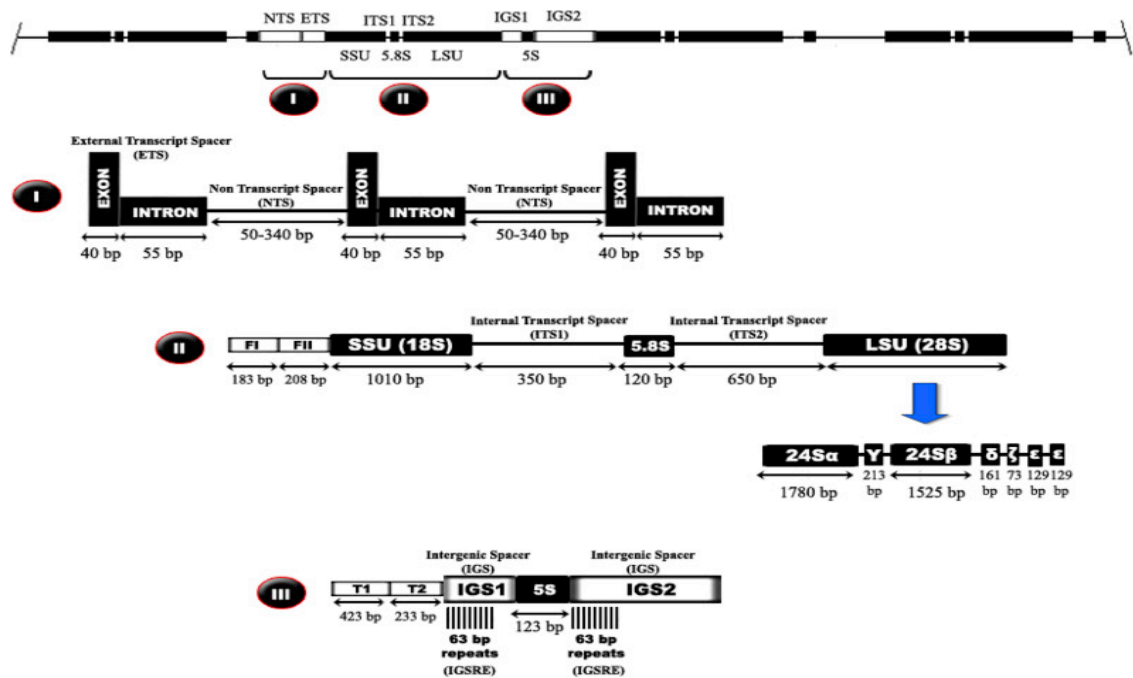 NTS ETS ITS1 ITS2 IGS1 IGS2
SSU 5.8S LSU 5S
I II III
External Transcript Spacer
(ETS)
I
EXON INTRON
Non Transcript Spacer
(NTS)
EXON INTRON
Non Transcript Spacer
(NTS)
EXON INTRON
40 bp 55 bp 50-340 bp 40 bp 55 bp 50-340 bp 40 bp 55 bp
Internal Transcript Spacer
(ITS1)
Internal Transcript Spacer
(ITS2)
II FI FII SSU (18S) 5.8S LSU (28S)
183 bp 208 bp 1010 bp 350 bp 120 bp 650 bp
24Sα γ 24Sβ δ ζ ε ε
1780 bp 213 bp 1525 bp 161 bp 73 bp 129 bp 129 bp
Intergenic Spacer
(IGS)
Intergenic Spacer
(IGS)
III T1 T2 IGS1 5S IGS2
423 bp 233 bp 123 bp
63 bp
repeats
(IGSRE)
63 bp
repeats
(IGSRE)